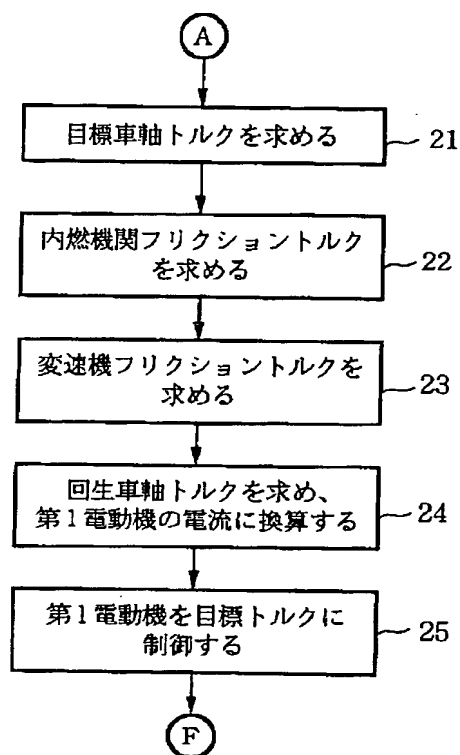 A
目標車軸トルクを求める
21
内燃機関フリクショントルク
を求める
22
変速機フリクショントルクを
求める
23
回生車軸トルクを求め、
第1電動機の電流に換算する
24
第1電動機を目標トルクに
制御する
25
F